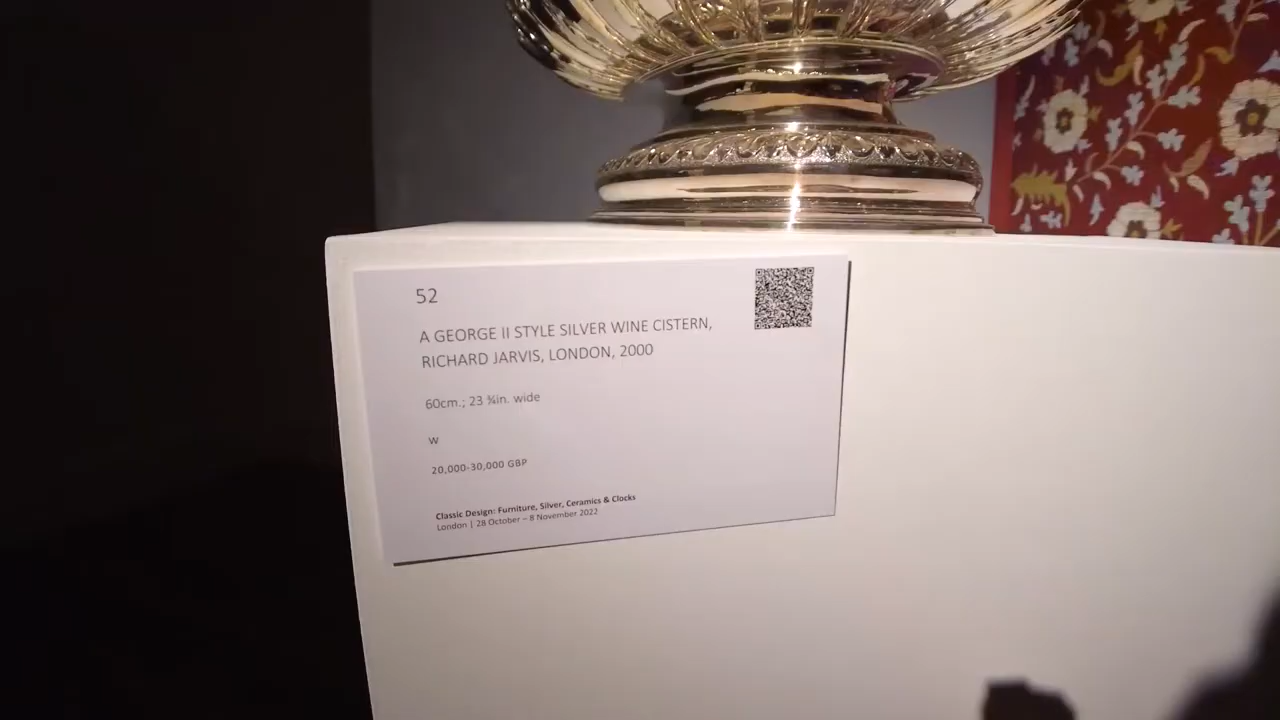 52
A GEORGE II STYLE SILVER WINE CISTERN,
RICHARD JARVIS, LONDON, 2000
60cm.; 23 ⅝in. wide
W
20,000-30,000 GBP
Classic Design: Furniture, Silver, Ceramics & Clocks
London | 28 October – 8 November 2022